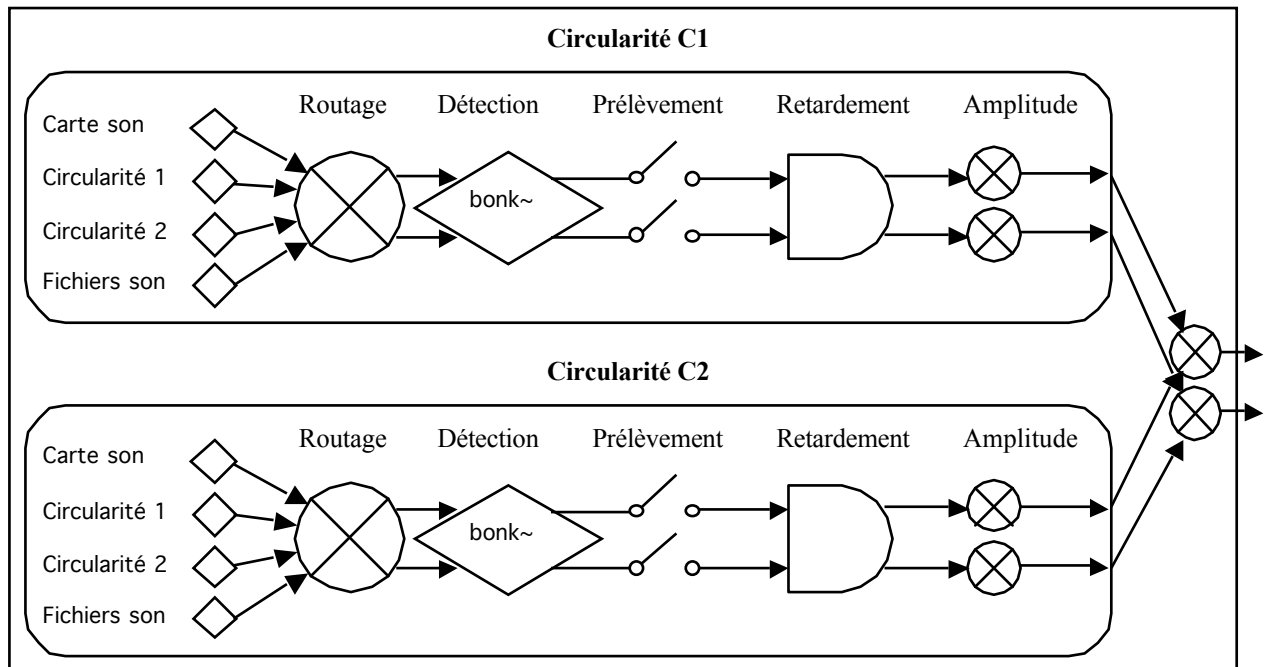 Circularité C1
Routage Détection Prélèvement Retardement Amplitude
Carte son
Circularité 1
bonk~
Circularité 2
Fichiers son
Circularité C2
Routage Détection Prélèvement Retardement Amplitude
Carte son
Circularité 1
bonk~
Circularité 2
Fichiers son